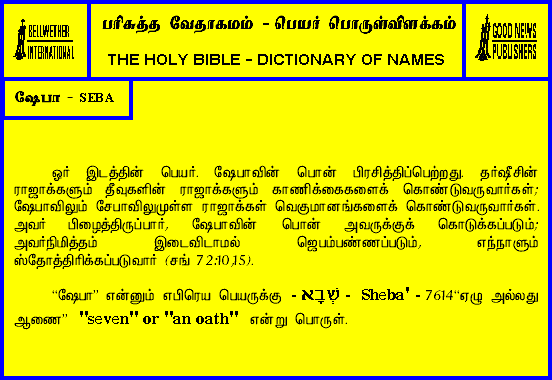 BELLWETHER
INTERNATIONAL
பரிசுத்த வேதாகமம் - பெயர் பொருள்விளக்கம்
THE HOLY BIBLE - DICTIONARY OF NAMES
GOOD NEWS
PUBLISHERS
ஷேபா - SEBA
ஓர் இடத்தின் பெயர். ஷேபாவின் பொன் பிரசித்திப்பெற்றது. தர்ஷீசின்
ராஜாக்களும் தீவுகளின் ராஜாக்களும் காணிக்கைகளைக் கொண்டுவருவார்கள்;
ஷேபாவிலும் சேபாவிலுமுள்ள ராஜாக்கள் வெகுமானங்களைக் கொண்டுவருவார்கள்.
அவர் பிழைத்திருப்பார், ஷேபாவின் பொன் அவருக்குக் கொடுக்கப்படும்;
அவர்நிமித்தம் இடைவிடாமல் ஜெபம்பண்ணப்படும், எந்நாளும்
ஸ்தோத்திரிக்கப்படுவார் (சங் 72:10,15).
“ஷேபா” என்னும் எபிரெய பெயருக்கு - שְׁבָא - Sheba' - 7614“ஏழு அல்லது
ஆணை” "seven" or "an oath" என்று பொருள்.